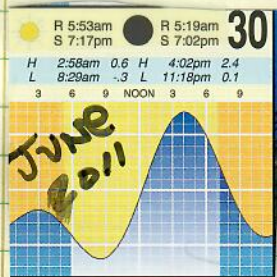 R 5:53am R 5:19am 30
S 7:17pm S 7:02pm
H 2:58am 0.6 H 4:02pm 2.4
L 8:29am -.3 L 11:18pm 0.1
3 6 9 NOON 3 6 9
JUNE
2011